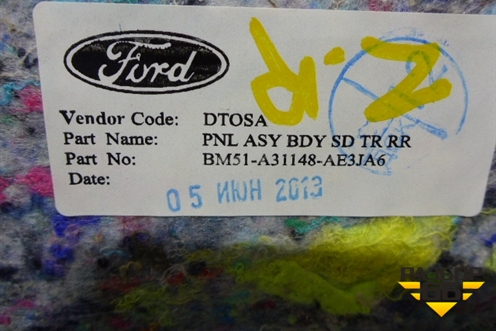 Ford
Vendor Code: DTOSA
Part Name: PNL ASY BDY SD TR RR
Part No: BM51-A31148-AE3JA6
Date:
05 ИЮН 2013